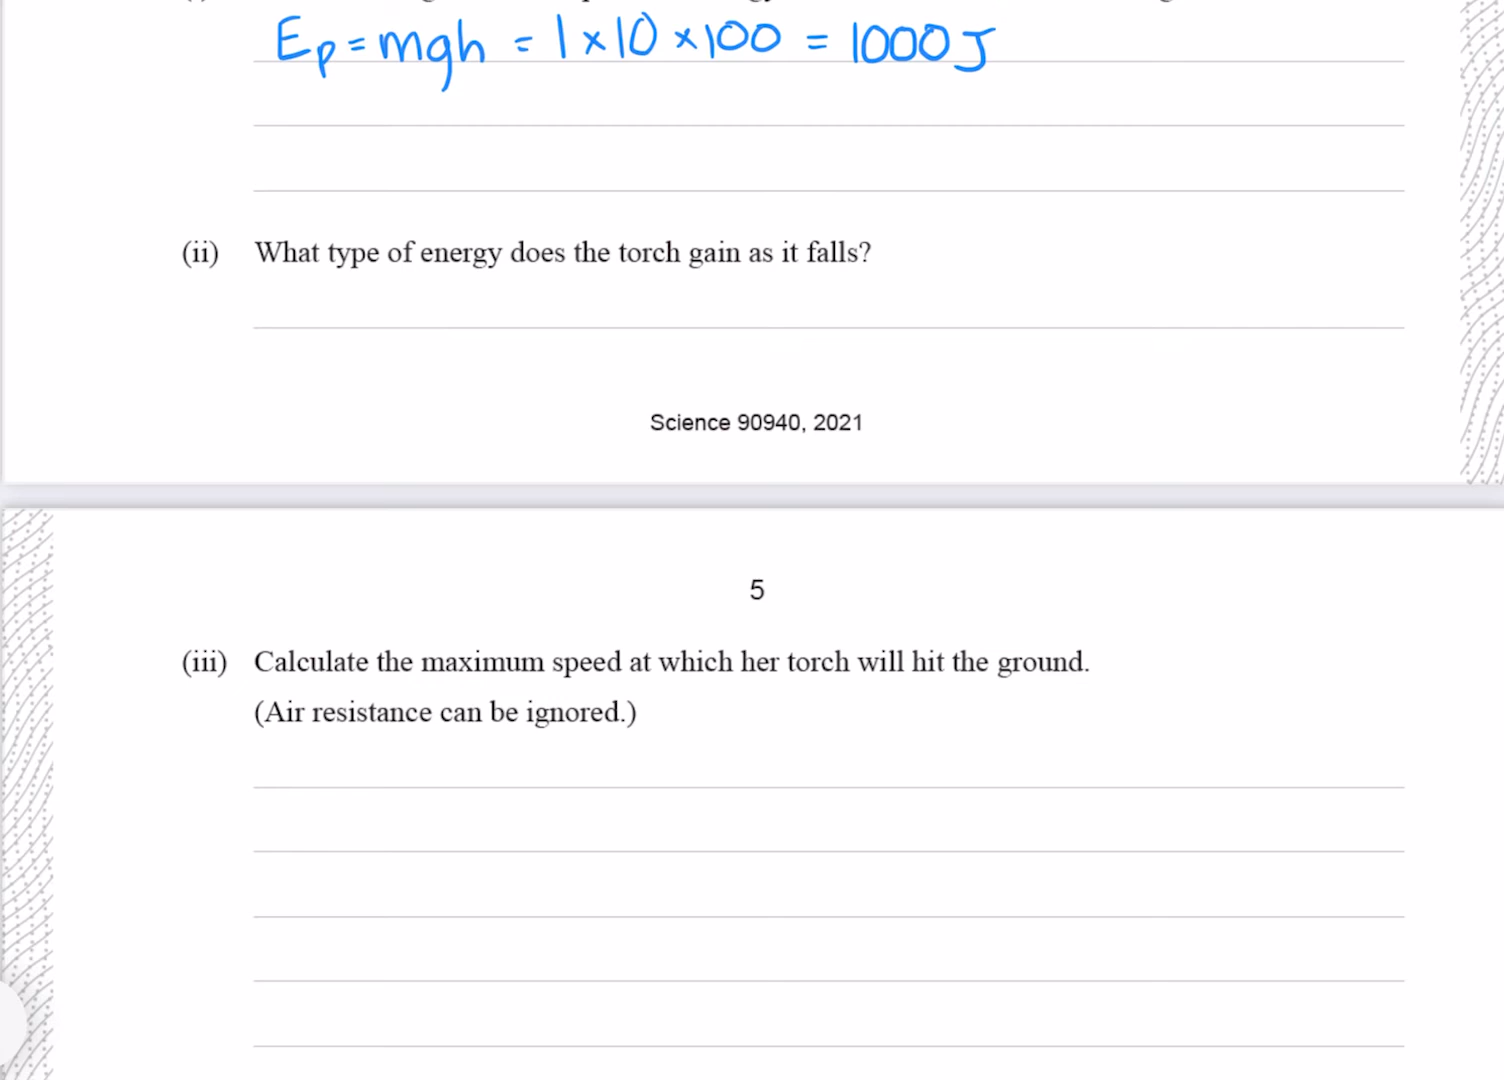 Ep = mgh = 1 × 10 × 100 = 1000 J
(ii) What type of energy does the torch gain as it falls?
Science 90940, 2021
5
(iii) Calculate the maximum speed at which her torch will hit the ground.
(Air resistance can be ignored.)